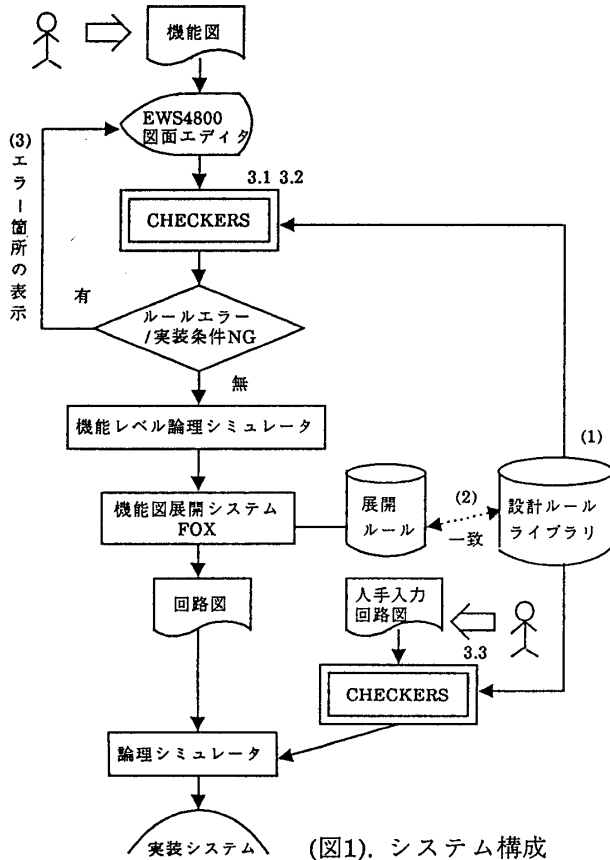 機能図
EWS4800
図面エディタ
(3)
エラー箇所の表示
3.1 3.2
CHECKERS
有
ルールエラー
/実装条件NG
無
機能レベル論理シミュレータ
(1)
機能図展開システム
FOX
展開
ルール
(2)
一致
設計ルール
ライブラリ
回路図
人手入力
回路図
3.3
CHECKERS
論理シミュレータ
実装システム
(図1). システム構成